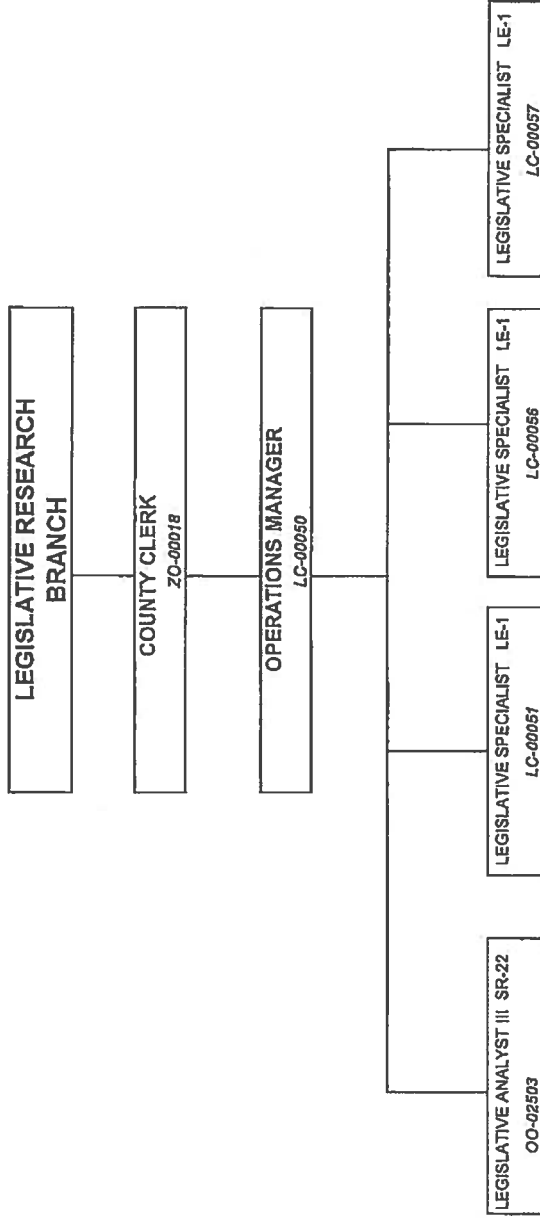 LEGISLATIVE RESEARCH
BRANCH
COUNTY CLERK
ZO-00018
OPERATIONS MANAGER
LC-00050
LEGISLATIVE ANALYST III SR-22
OO-02503
LEGISLATIVE SPECIALIST LE-1
LC-00051
LEGISLATIVE SPECIALIST LE-1
LC-00056
LEGISLATIVE SPECIALIST LE-1
LC-00057